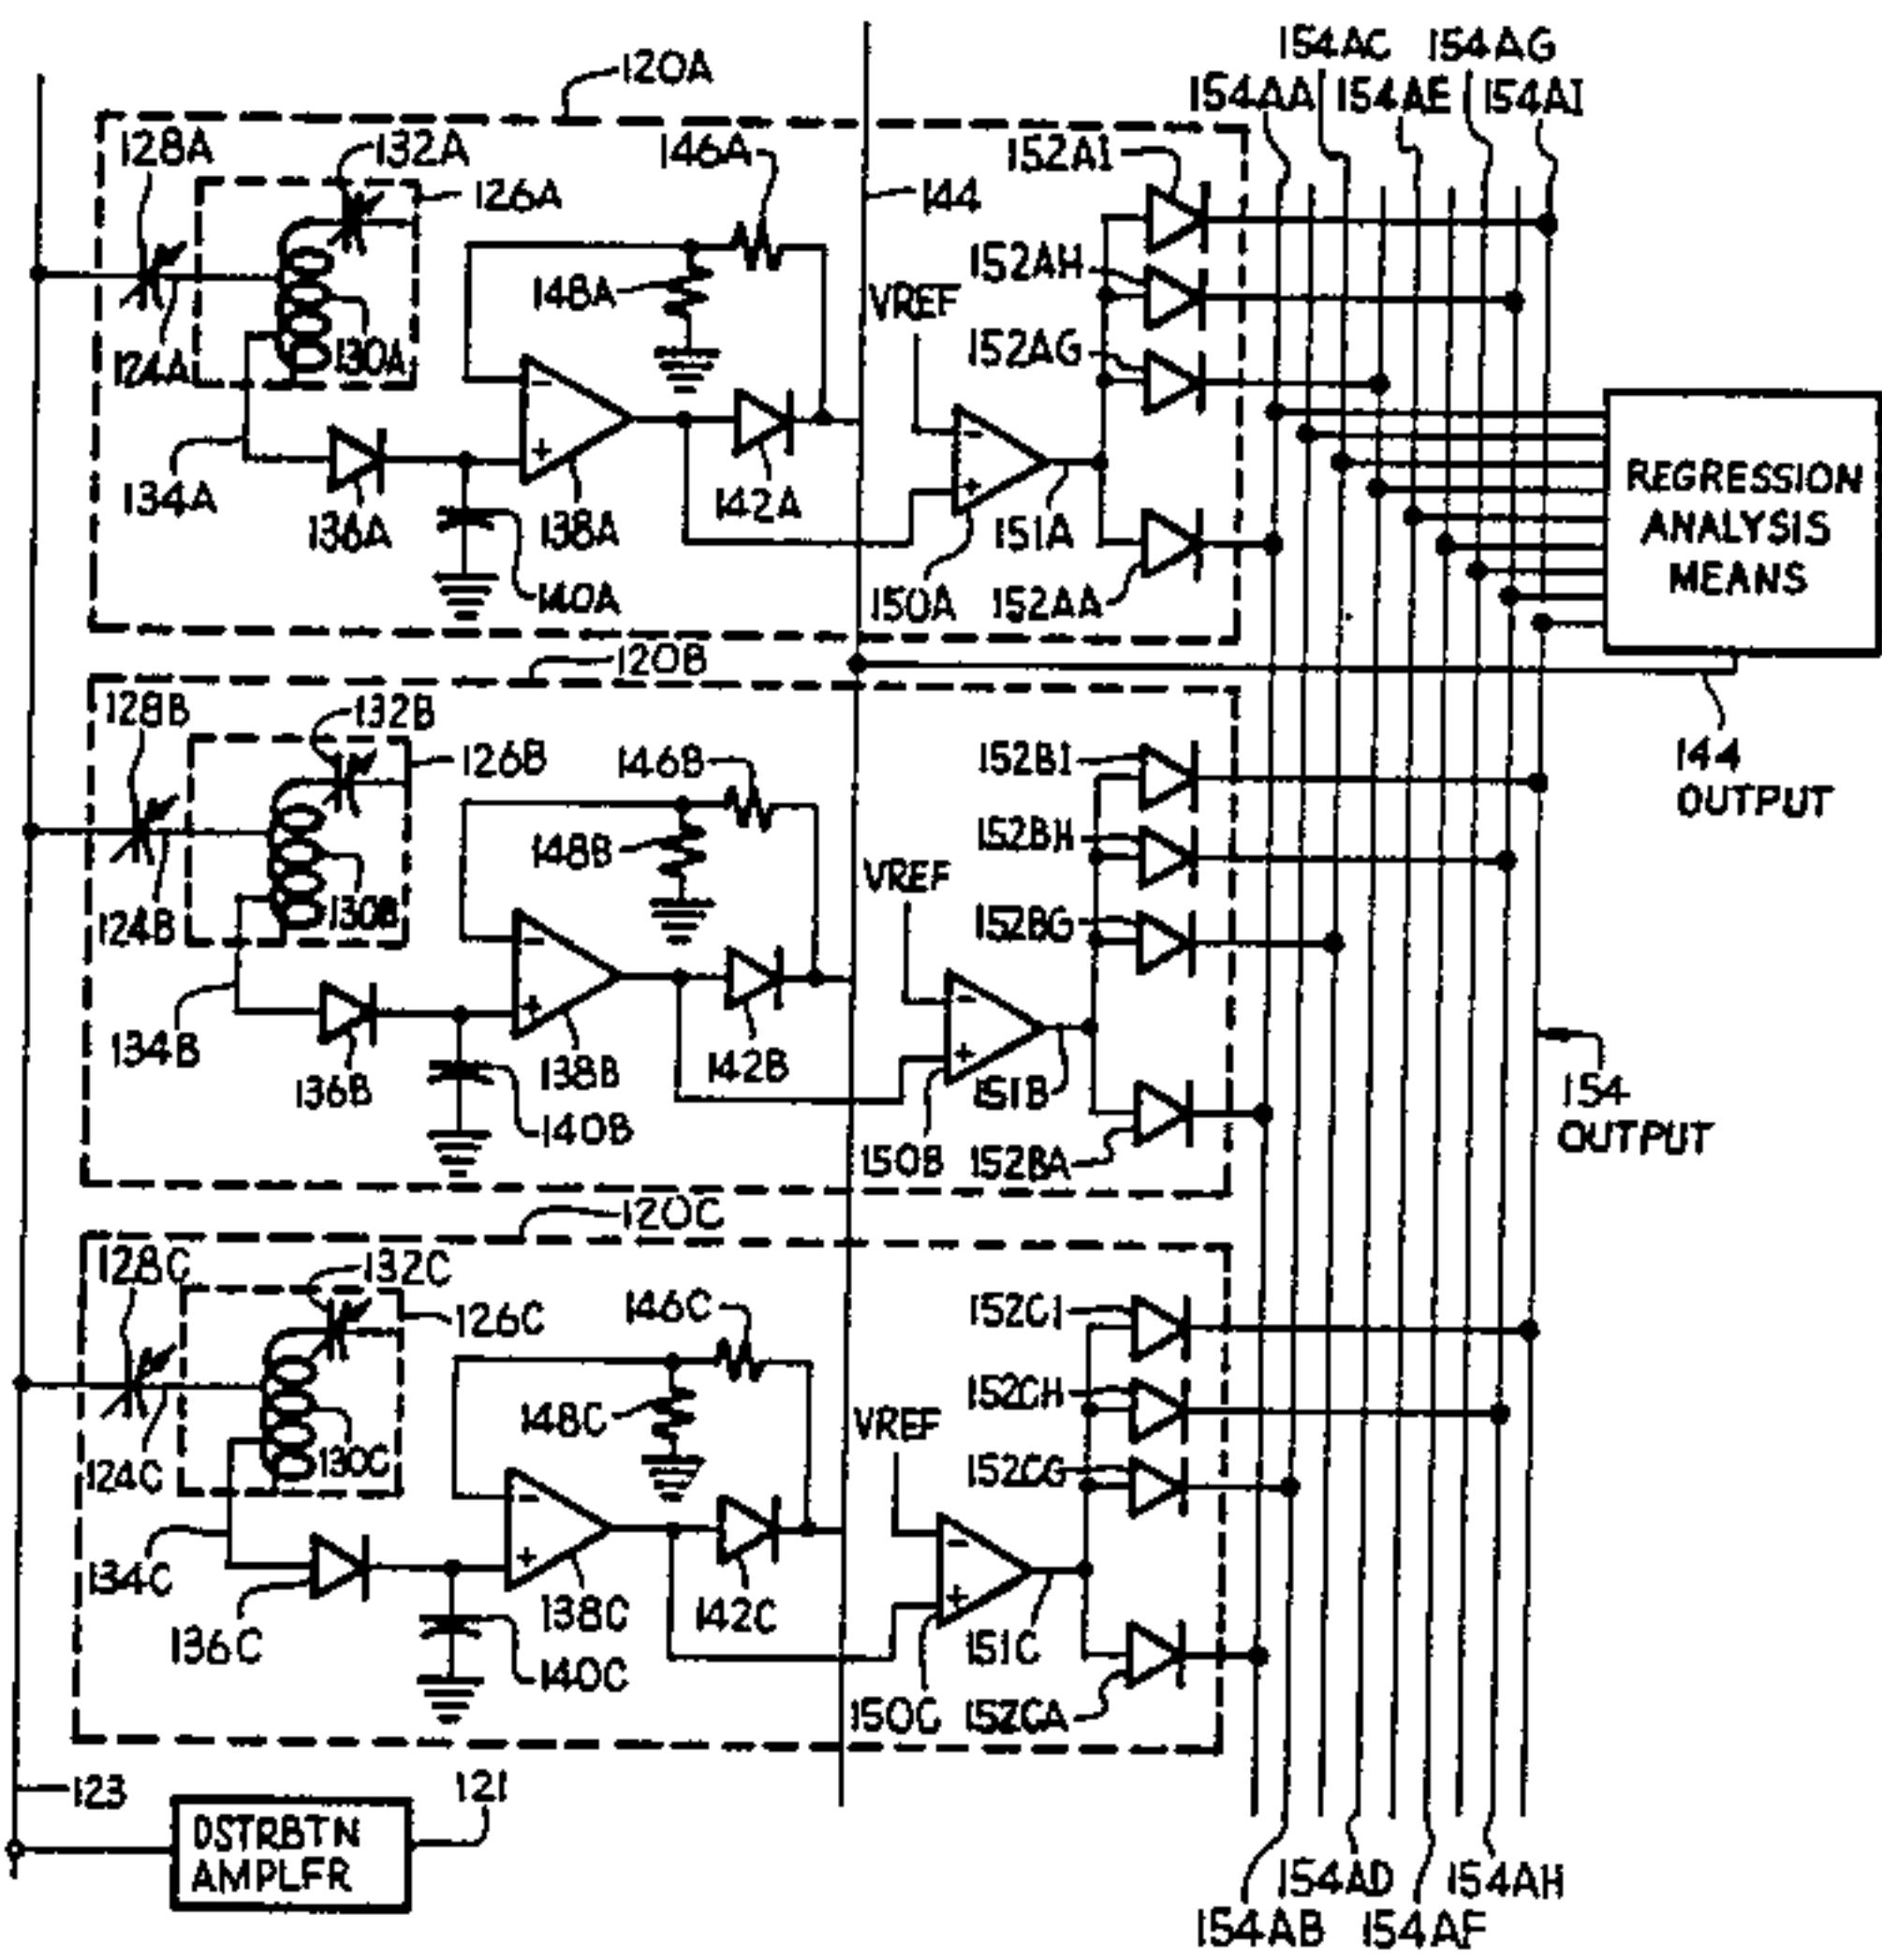 154AC 154AG
120A 154AA 154AE 154AI
128A 132A 146A 152AI
126A 144
148A VREF 152AH
124A 130A 152AG
- - +
134A 136A 138A 142A 151A
+
140A 150A 152AA
REGRESSION
ANALYSIS
MEANS
120B
128B 132B 146B 152BI 144
OUTPUT
126B
148B VREF 152BH
124B 130B 152BG
- - +
134B 136B 138B 142B 151B 154
OUTPUT
+
140B 150B 152BA
120C
128C 132C 146C 152CI
126C
148C VREF 152CH
124C 130C 152CG
- - +
134C 138C 142C 151C
+
136C 140C 150C 152CA
123 121
DSTRBTN
AMPLFR
154AD 154AH
154AB 154AF